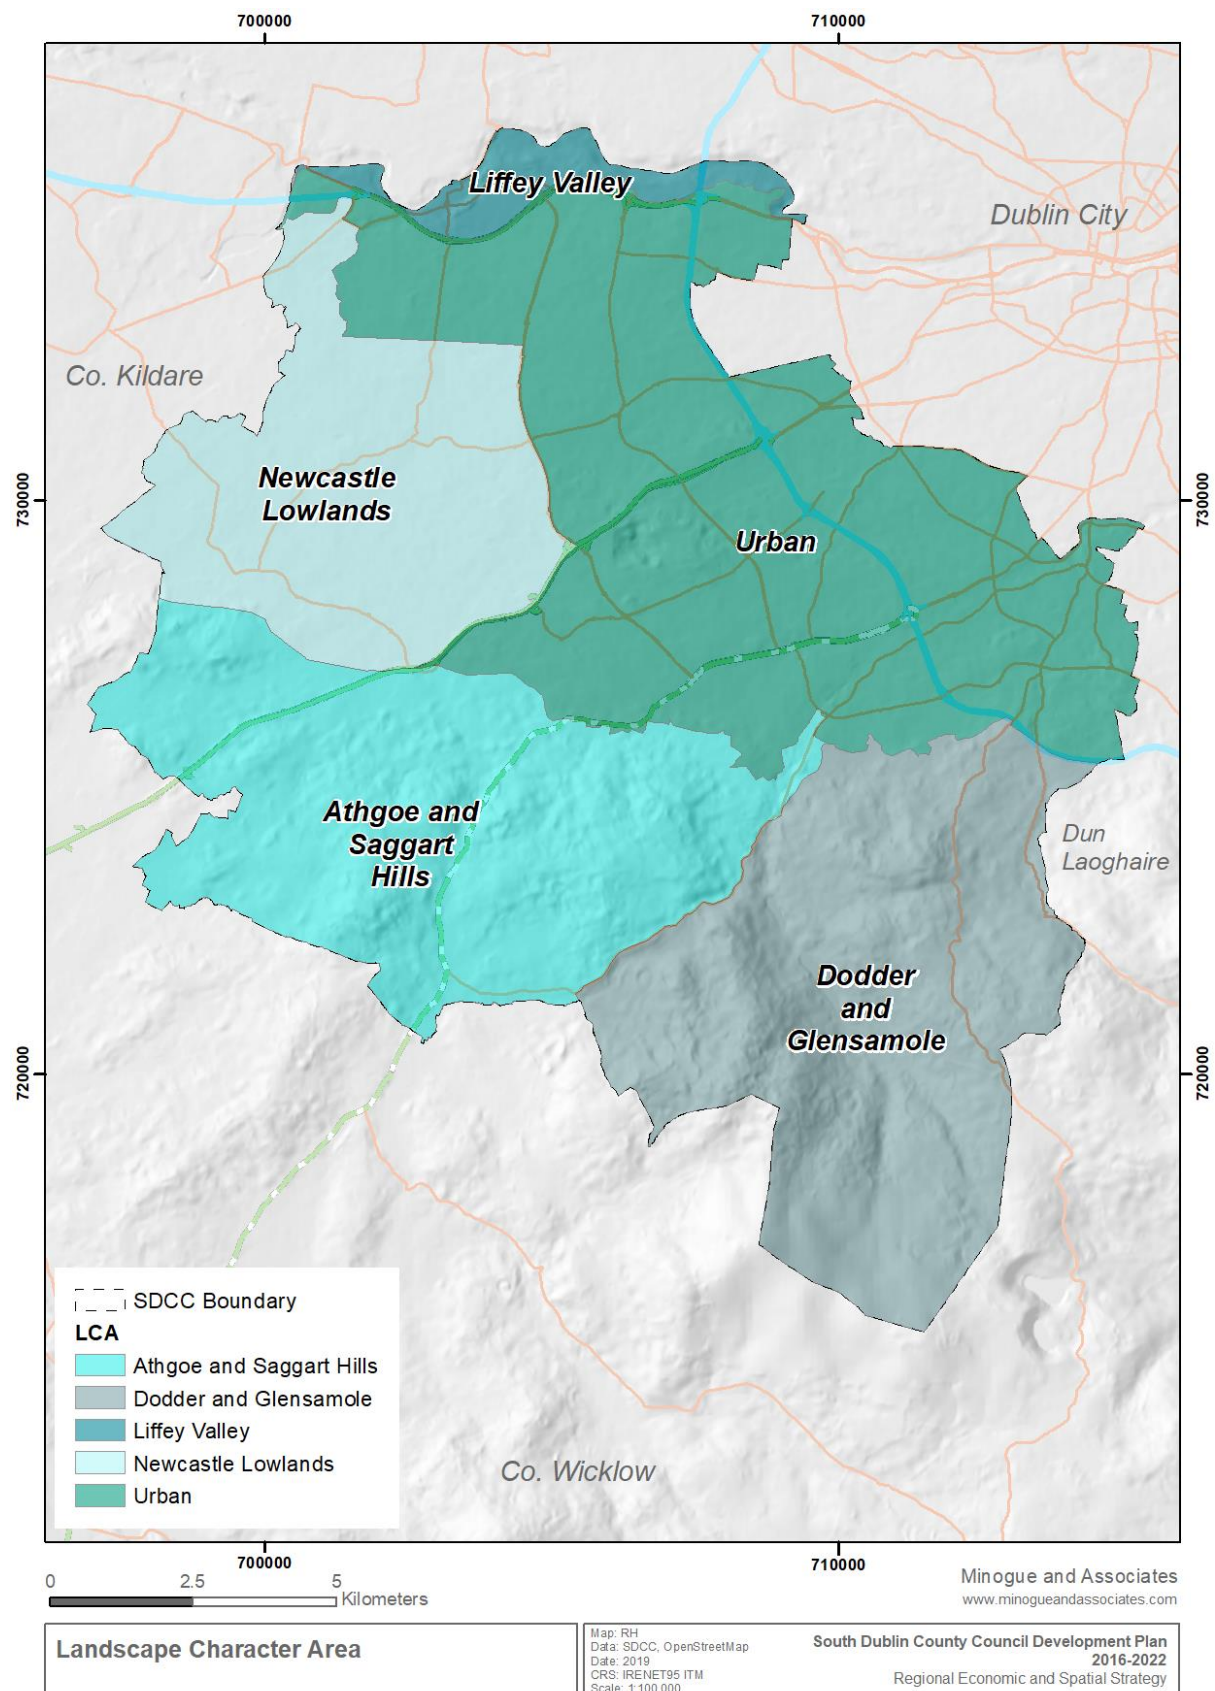 700000
710000
Liffey Valley
Dublin City
Co. Kildare
Newcastle
Lowlands
730000
730000
Urban
Athgoe and
Saggart
Hills
Dun
Laoghaire
Dodder
and
Glensamole
720000
720000
SDCC Boundary
LCA
Athgoe and Saggart Hills
Dodder and Glensamole
Liffey Valley
Newcastle Lowlands
Urban
Co. Wicklow
700000
710000
0 2.5 5
Kilometers
Minogue and Associates
www.minogueandassociates.com
Landscape Character Area
Map: RH
Data: SDCC, OpenStreetMap
Date: 2019
CRS: IRENET95 ITM
Scale: 1:100,000
South Dublin County Council Development Plan
2016-2022
Regional Economic and Spatial Strategy